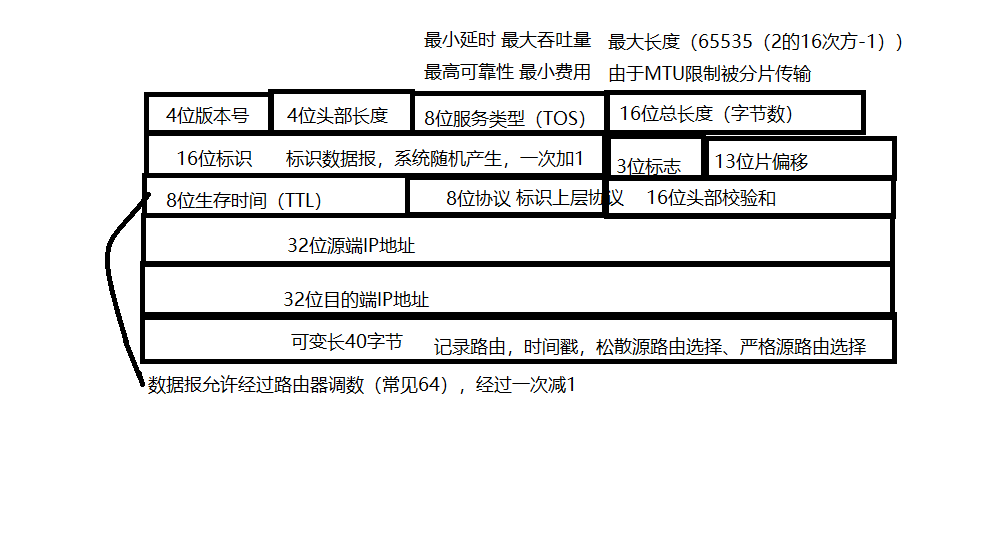 最小延时 最大吞吐量 最大长度（65535（2的16次方-1））
最高可靠性 最小费用 由于MTU限制被分片传输
4位版本号 4位头部长度 8位服务类型（TOS） 16位总长度（字节数）
16位标识 标识数据报，系统随机产生，一次加1 3位标志 13位片偏移
8位生存时间（TTL） 8位协议 标识上层协议 16位头部校验和
32位源端IP地址
32位目的端IP地址
可变长40字节 记录路由，时间戳，松散源路由选择、严格源路由选择
数据报允许经过路由器调数（常见64），经过一次减1